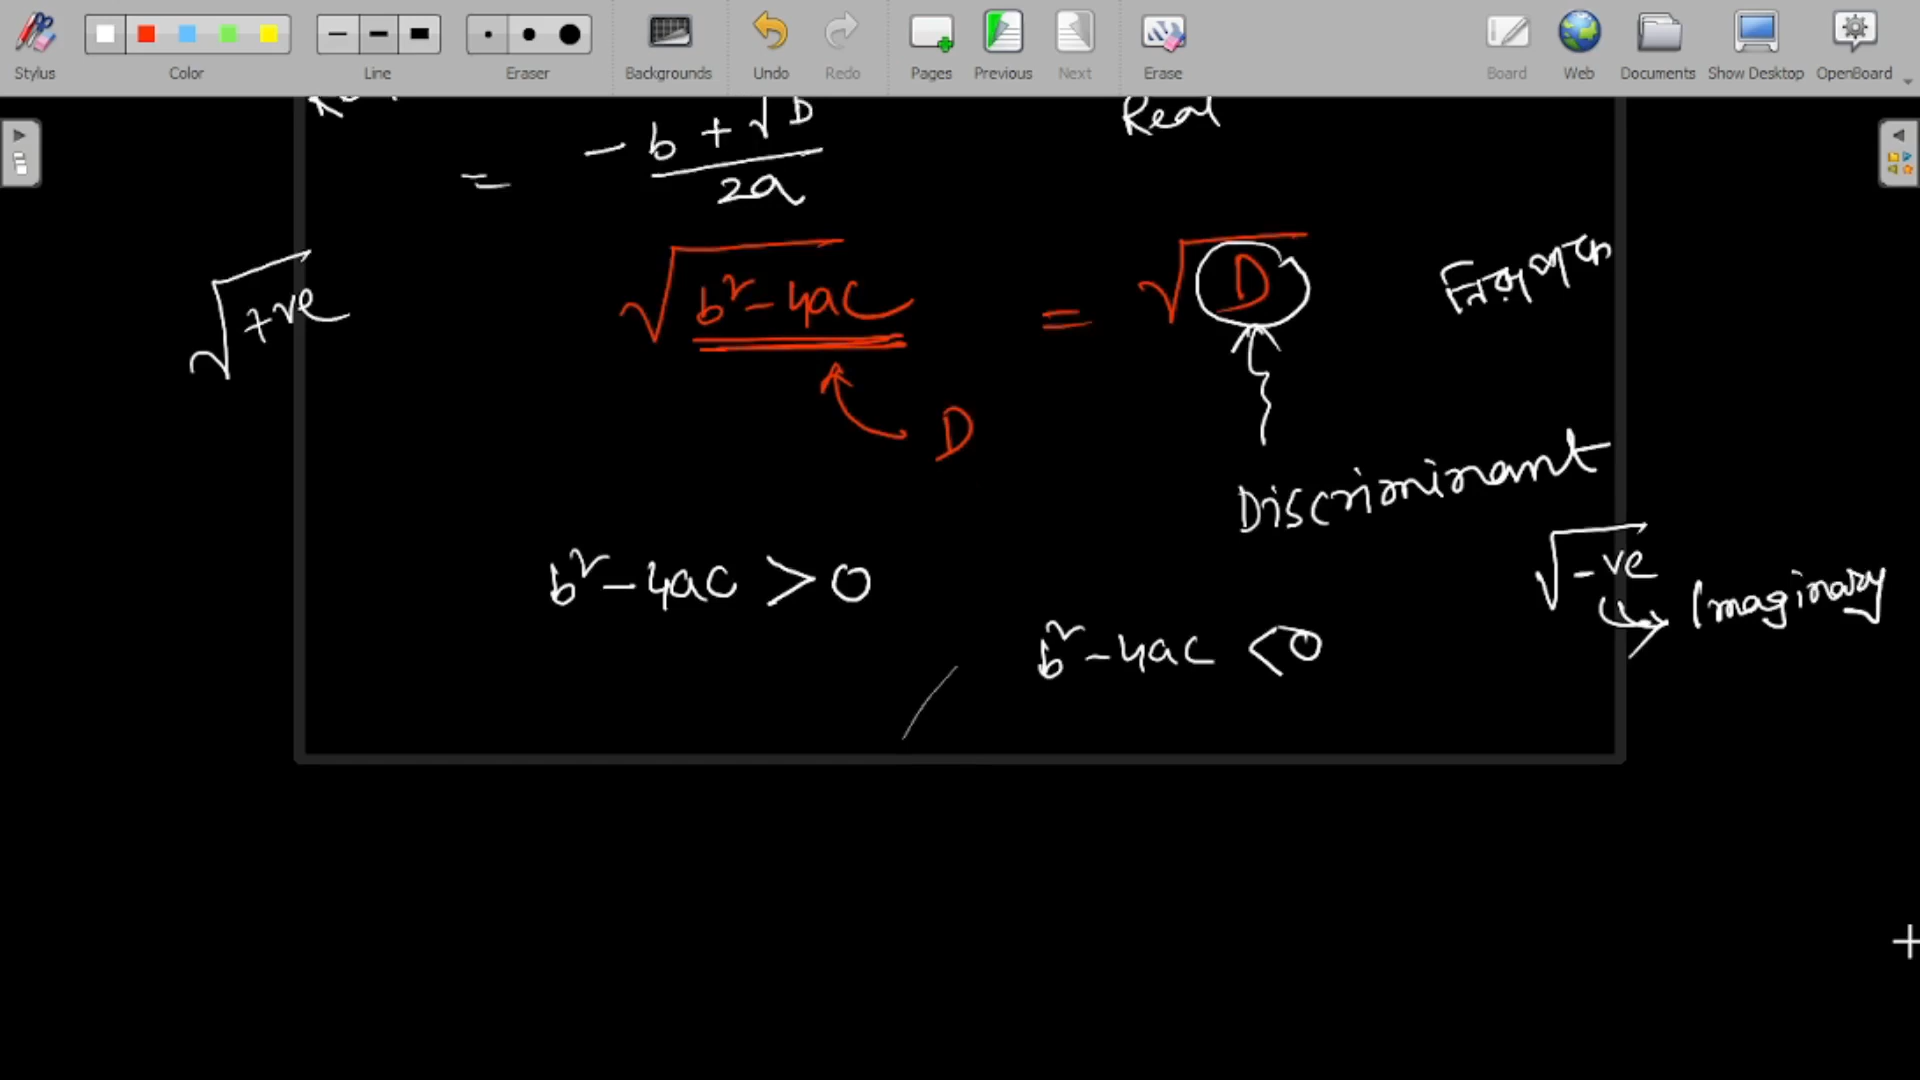 Stylus Color Line Eraser Backgrounds Undo Redo Pages Previous Next Erase Board Web Documents Show Desktop OpenBoard
= -b + √D / 2a
Real
√+ve
√b²-4ac = √D
নিরূপক
D
Discriminant
b²-4ac > 0
√-ve
Imaginary
b²-4ac < 0